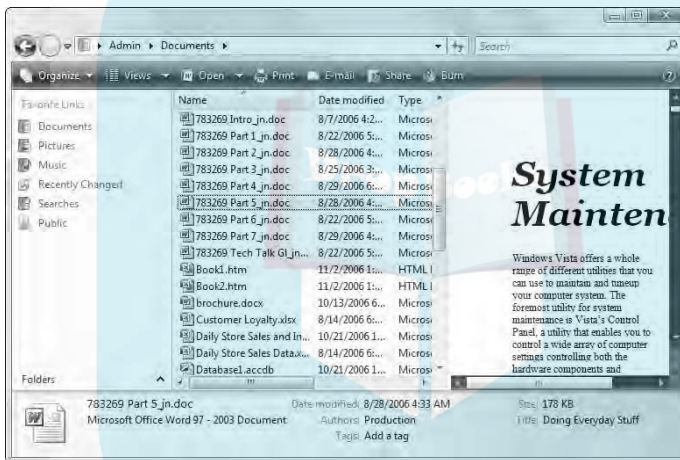 Admin ▸ Documents ▸
Search
Organize Views Open Print E-mail Share Burn
Favorite Links
Documents
Pictures
Music
Recently Changed
Searches
Public
Folders
Name Date modified Type
783269 Intro_jn.doc 8/7/2006 4:2... Micros
783269 Part 1_jn.doc 8/22/2006 5:... Micros
783269 Part 2_jn.doc 8/28/2006 4:... Micros
783269 Part 3_jn.doc 8/25/2006 3:... Micros
783269 Part 4_jn.doc 8/29/2006 6:... Micros
783269 Part 5_jn.doc 8/28/2006 4:... Micros
783269 Part 6_jn.doc 8/22/2006 5:... Micros
783269 Part 7_jn.doc 8/29/2006 4:... Micros
783269 Tech Talk GI_jn... 8/22/2006 5:... Micros
Book1.htm 11/2/2006 1:... HTML
Book2.htm 11/2/2006 1:... HTML
brochure.docx 10/13/2006 6... Micros
Customer Loyalty.xlsx 8/14/2006 6:... Micros
Daily Store Sales and In... 10/21/2006 1... Micros
Daily Store Sales Data.x... 8/14/2006 6:... Micros
Database1.accdb 10/21/2006 1... Micros
System
Mainten
Windows Vista offers a whole
range of different utilities that you
can use to maintain and tuneup
your computer system. The
foremost utility for system
maintenance is Vista's Control
Panel, a utility that enables you to
control a wide array of computer
settings controlling both the
hardware components and
783269 Part 5_jn.doc Date modified: 8/28/2006 4:33 AM Size: 178 KB
Microsoft Office Word 97 - 2003 Document Authors: Production Title: Doing Everyday Stuff
Tags: Add a tag